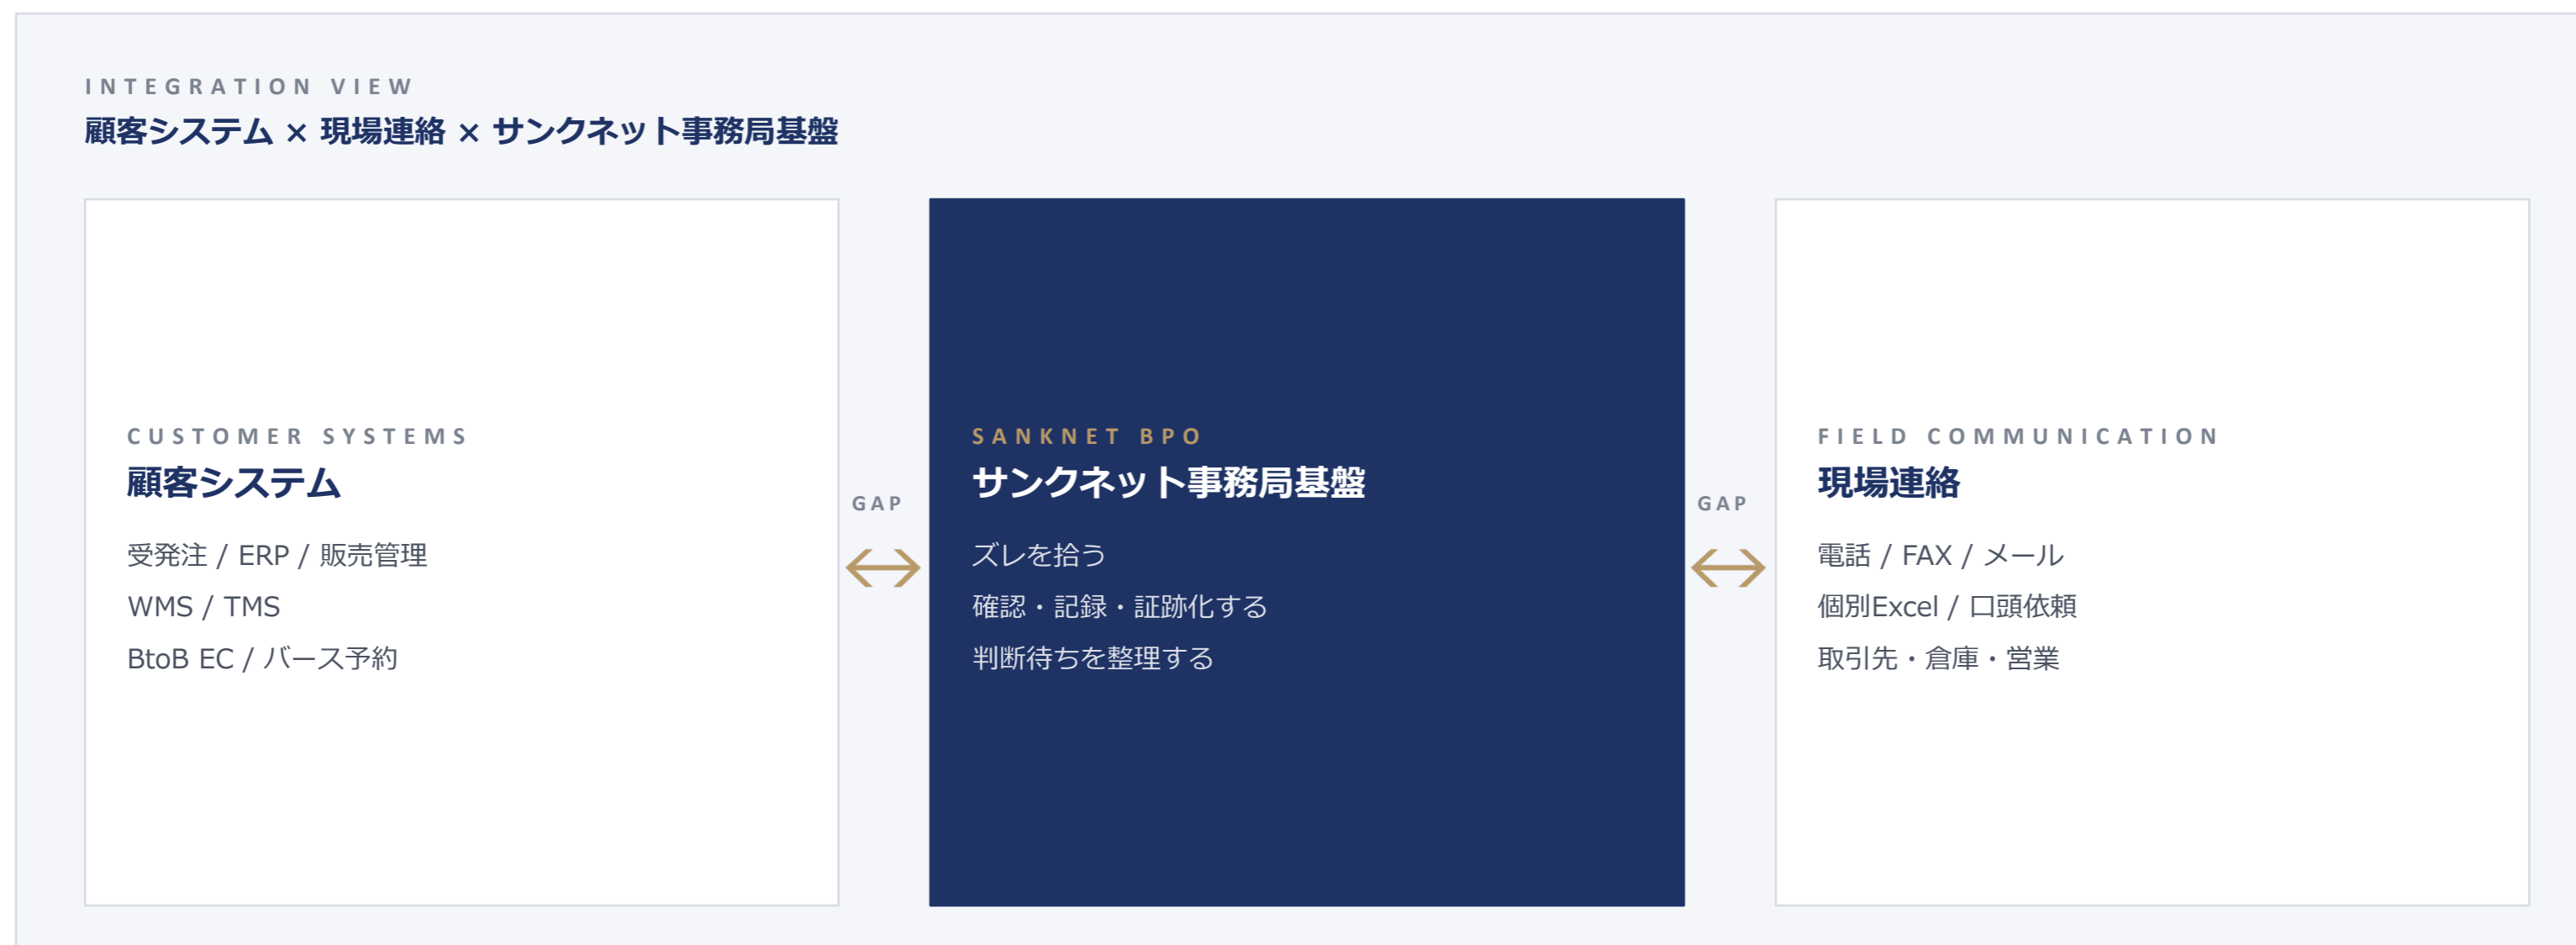 INTEGRATION VIEW
顧客システム × 現場連絡 × サンクネット事務局基盤
CUSTOMER SYSTEMS
顧客システム
受発注 / ERP / 販売管理
WMS / TMS
BtoB EC / バース予約
GAP
SANKNET BPO
サンクネット事務局基盤
ズレを拾う
確認・記録・証跡化する
判断待ちを整理する
GAP
FIELD COMMUNICATION
現場連絡
電話 / FAX / メール
個別Excel / 口頭依頼
取引先・倉庫・営業